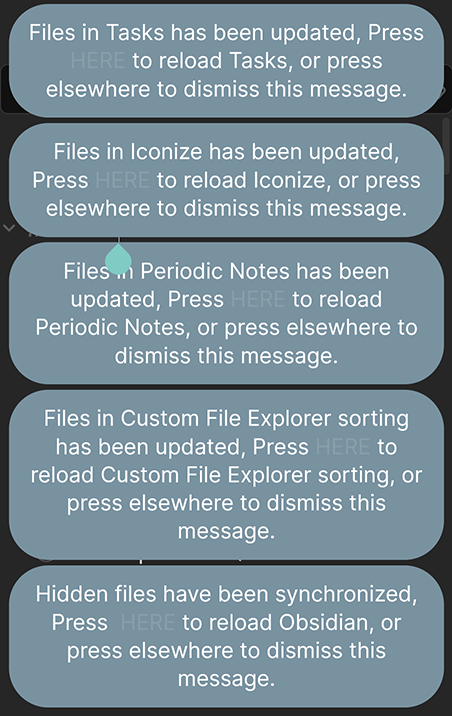 Files in Tasks has been updated, Press
HERE to reload Tasks, or press
elsewhere to dismiss this message.
Files in Iconize has been updated,
Press HERE to reload Iconize, or press
elsewhere to dismiss this message.
Files in Periodic Notes has been
updated, Press HERE to reload
Periodic Notes, or press elsewhere to
dismiss this message.
Files in Custom File Explorer sorting
has been updated, Press HERE to
reload Custom File Explorer sorting, or
press elsewhere to dismiss this
message.
Hidden files have been synchronized,
Press HERE to reload Obsidian, or
press elsewhere to dismiss this
message.